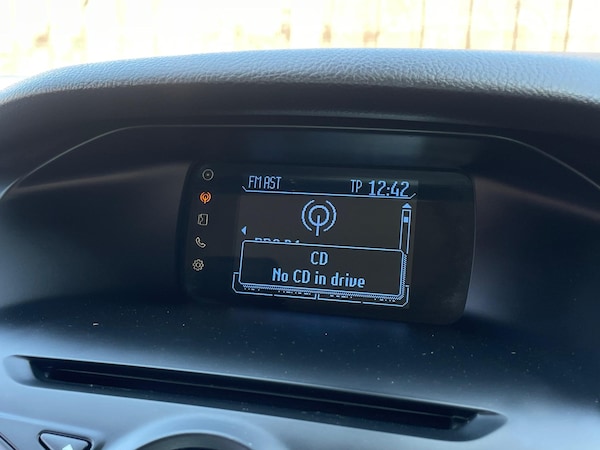 FM AST TP 12:42
CD
No CD in drive